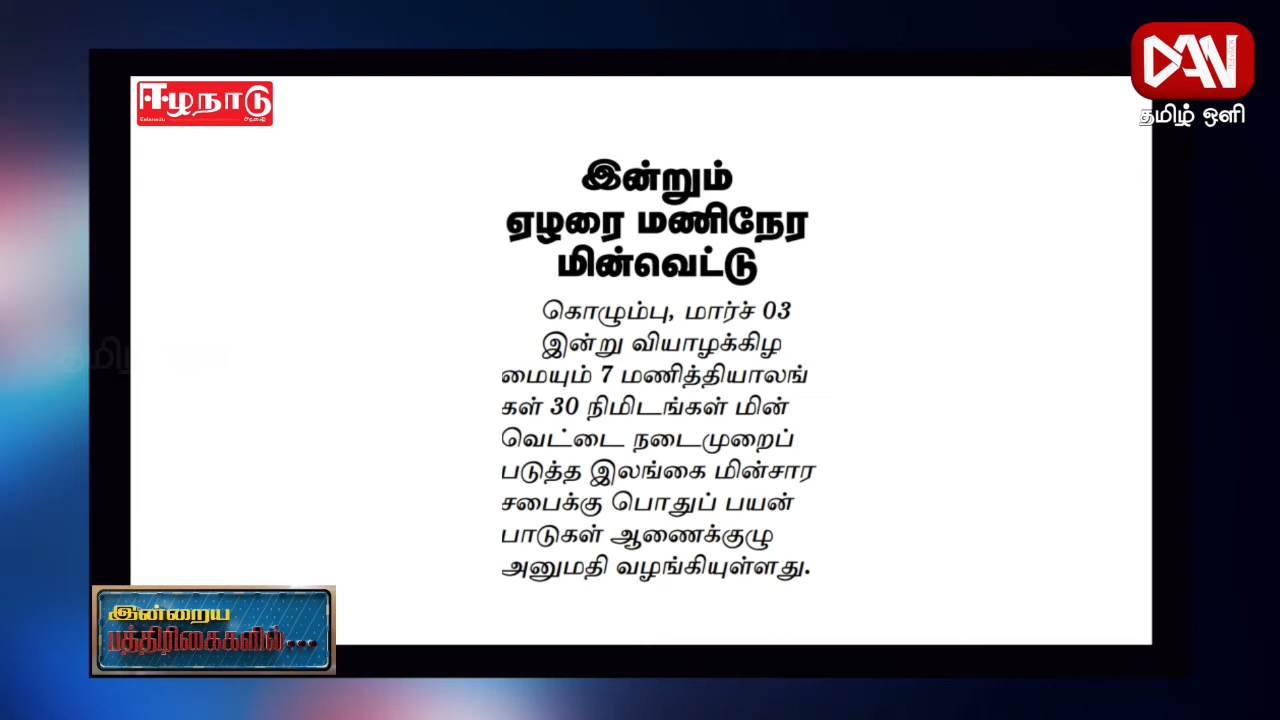 ஈழநாடு
DAN
தமிழ் ஒளி
இன்றும்
ஏழரை மணிநேர
மின்வெட்டு
கொழும்பு, மார்ச் 03
இன்று வியாழக்கிழ
மையும் 7 மணித்தியாலங்
கள் 30 நிமிடங்கள் மின்
வெட்டை நடைமுறைப்
படுத்த இலங்கை மின்சார
சபைக்கு பொதுப் பயன்
பாடுகள் ஆணைக்குழு
அனுமதி வழங்கியுள்ளது.
இன்றைய
பத்திரிகைகளில்...